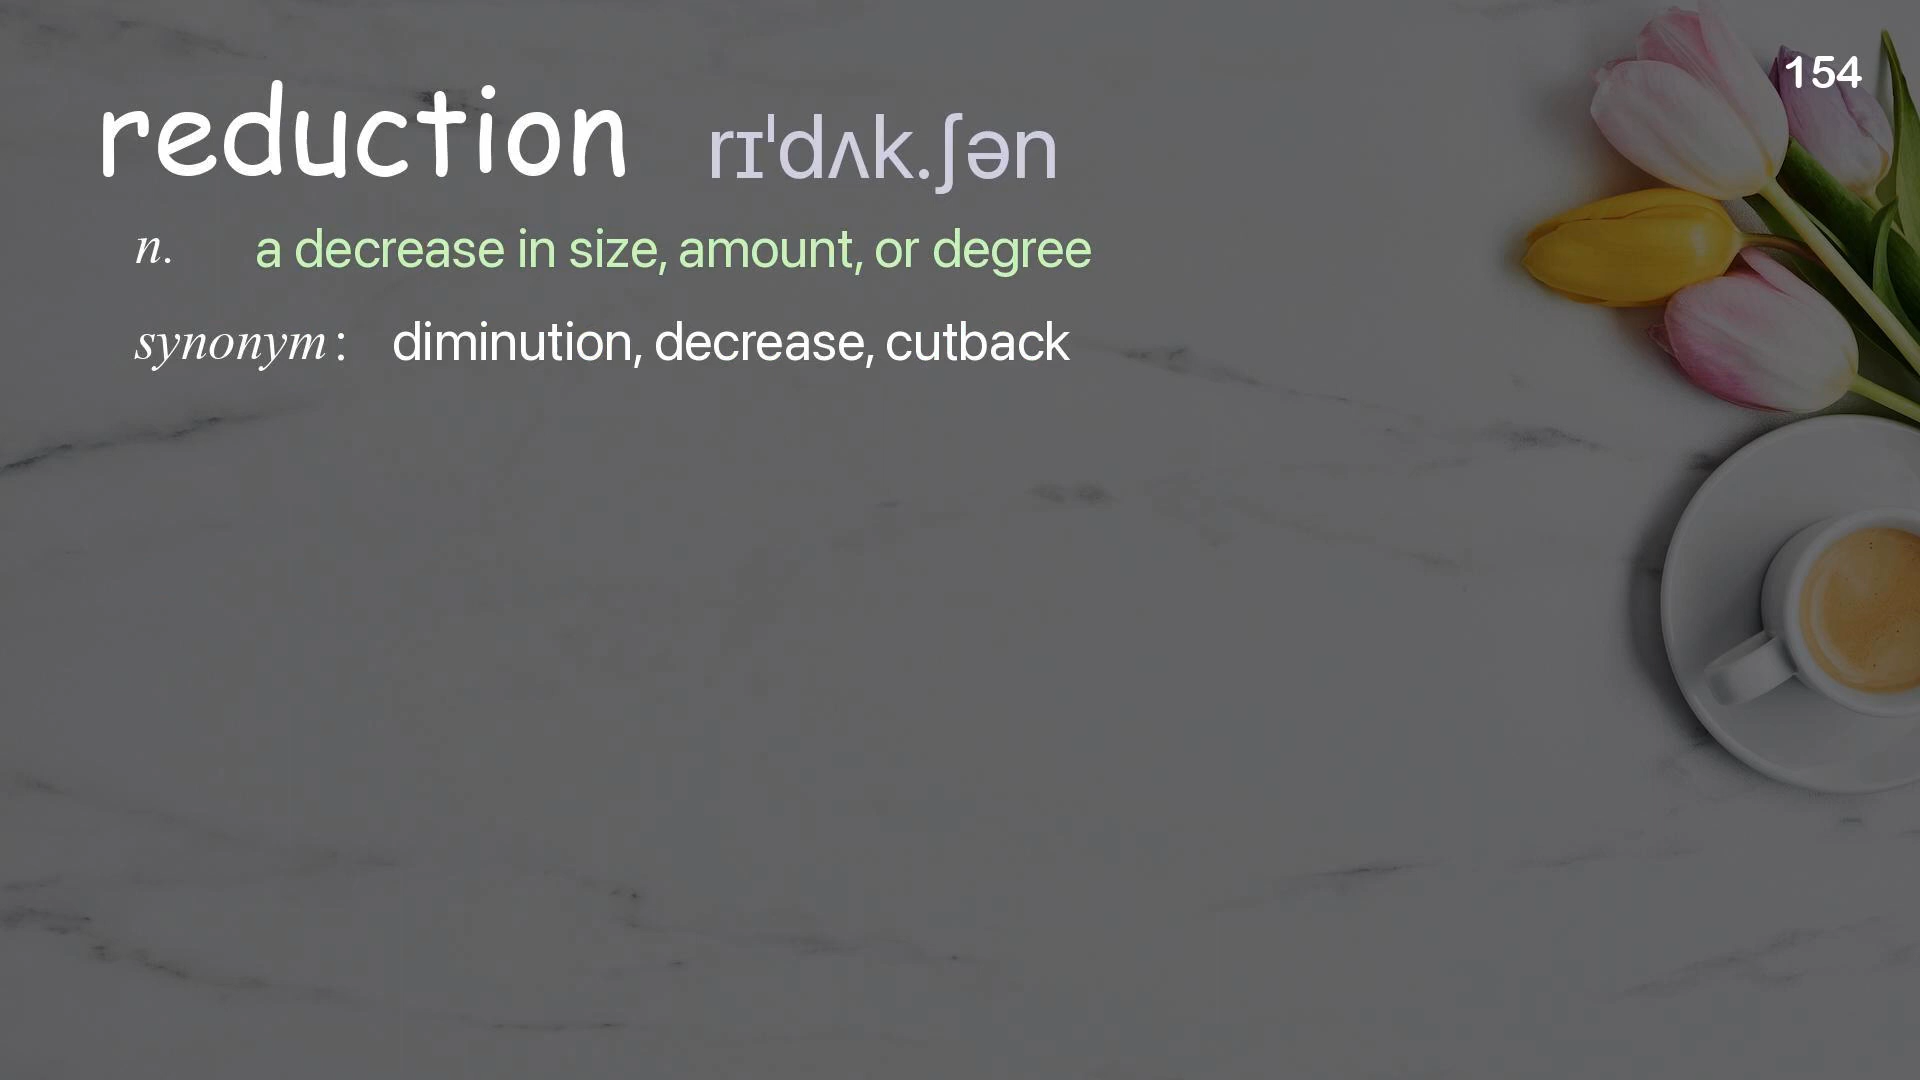 154
reduction rɪˈdʌk.ʃən
n. a decrease in size, amount, or degree
synonym: diminution, decrease, cutback